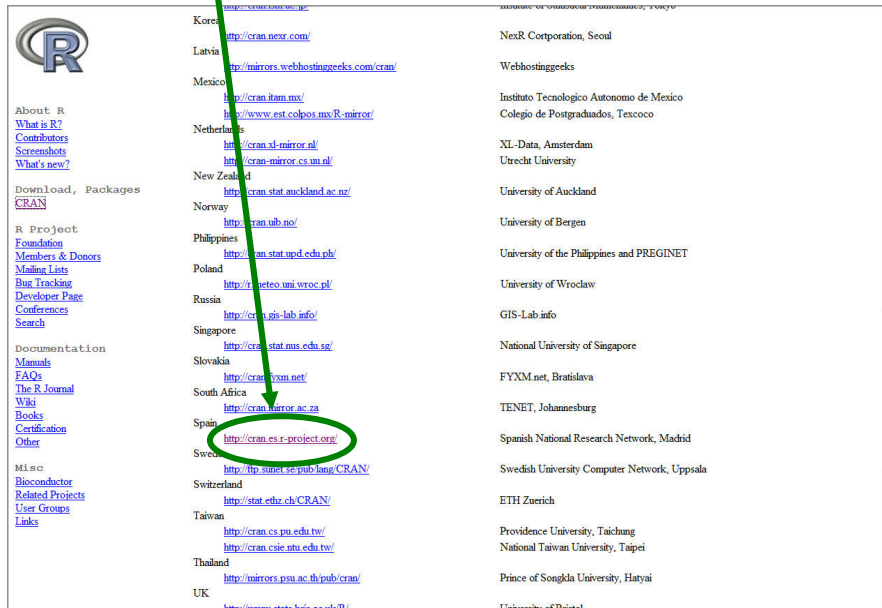 R
About R
What is R?
Contributors
Screenshots
What's new?
Download, Packages
CRAN
R Project
Foundation
Members & Donors
Mailing Lists
Bug Tracking
Developer Page
Conferences
Search
Documentation
Manuals
FAQs
The R Journal
Wiki
Books
Certification
Other
Misc
Bioconductor
Related Projects
User Groups
Links
Korea
http://cran.nexr.com/ NexR Cortporation, Seoul
Latvia
http://mirrors.webhostinggeeks.com/cran/ Webhostinggeeks
Mexico
http://cran.itam.mx/ Instituto Tecnologico Autonomo de Mexico
http://www.est.colpos.mx/R-mirror/ Colegio de Postgraduados, Texcoco
Netherlands
http://cran.xl-mirror.nl/ XL-Data, Amsterdam
http://cran-mirror.cs.uu.nl/ Utrecht University
New Zealand
http://cran.stat.auckland.ac.nz/ University of Auckland
Norway
http://cran.uib.no/ University of Bergen
Philippines
http://cran.stat.upd.edu.ph/ University of the Philippines and PREGINET
Poland
http://r.meteo.uni.wroc.pl/ University of Wroclaw
Russia
http://cran.gis-lab.info/ GIS-Lab.info
Singapore
http://cran.stat.nus.edu.sg/ National University of Singapore
Slovakia
http://cran.fyxm.net/ FYXM.net, Bratislava
South Africa
http://cran.mirror.ac.za TENET, Johannesburg
Spain
http://cran.es.r-project.org/ Spanish National Research Network, Madrid
Sweden
http://ftp.sunet.se/pub/lang/CRAN/ Swedish University Computer Network, Uppsala
Switzerland
http://stat.ethz.ch/CRAN/ ETH Zuerich
Taiwan
http://cran.cs.pu.edu.tw/ Providence University, Taichung
http://cran.csie.ntu.edu.tw/ National Taiwan University, Taipei
Thailand
http://mirrors.psu.ac.th/pub/cran/ Prince of Songkla University, Hatyai
UK